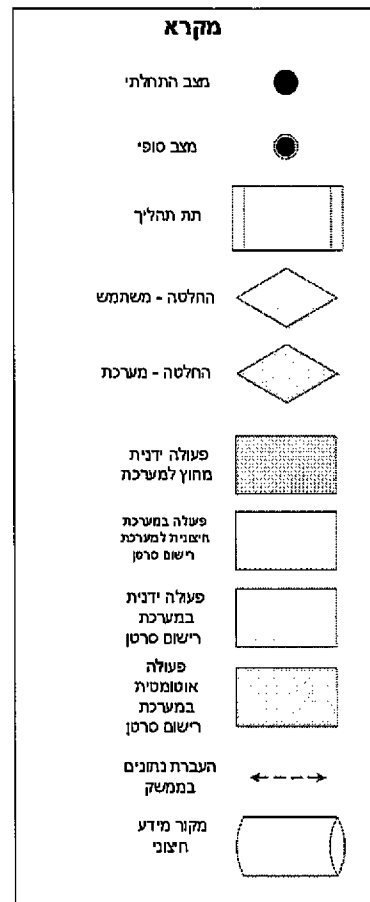 מקרא
מצב התחלתי
מצב סופי
תת תהליך
החלטה - משתמש
החלטה - מערכת
פעולה ידנית
מחוץ למערכת
פעולה במערכת
חיצונית למערכת
רישום סרטן
פעולה ידנית
במערכת
רישום סרטן
פעולה
אוטומטית
במערכת
רישום סרטן
העברת נתונים
בממשק
מקור מידע
חיצוני